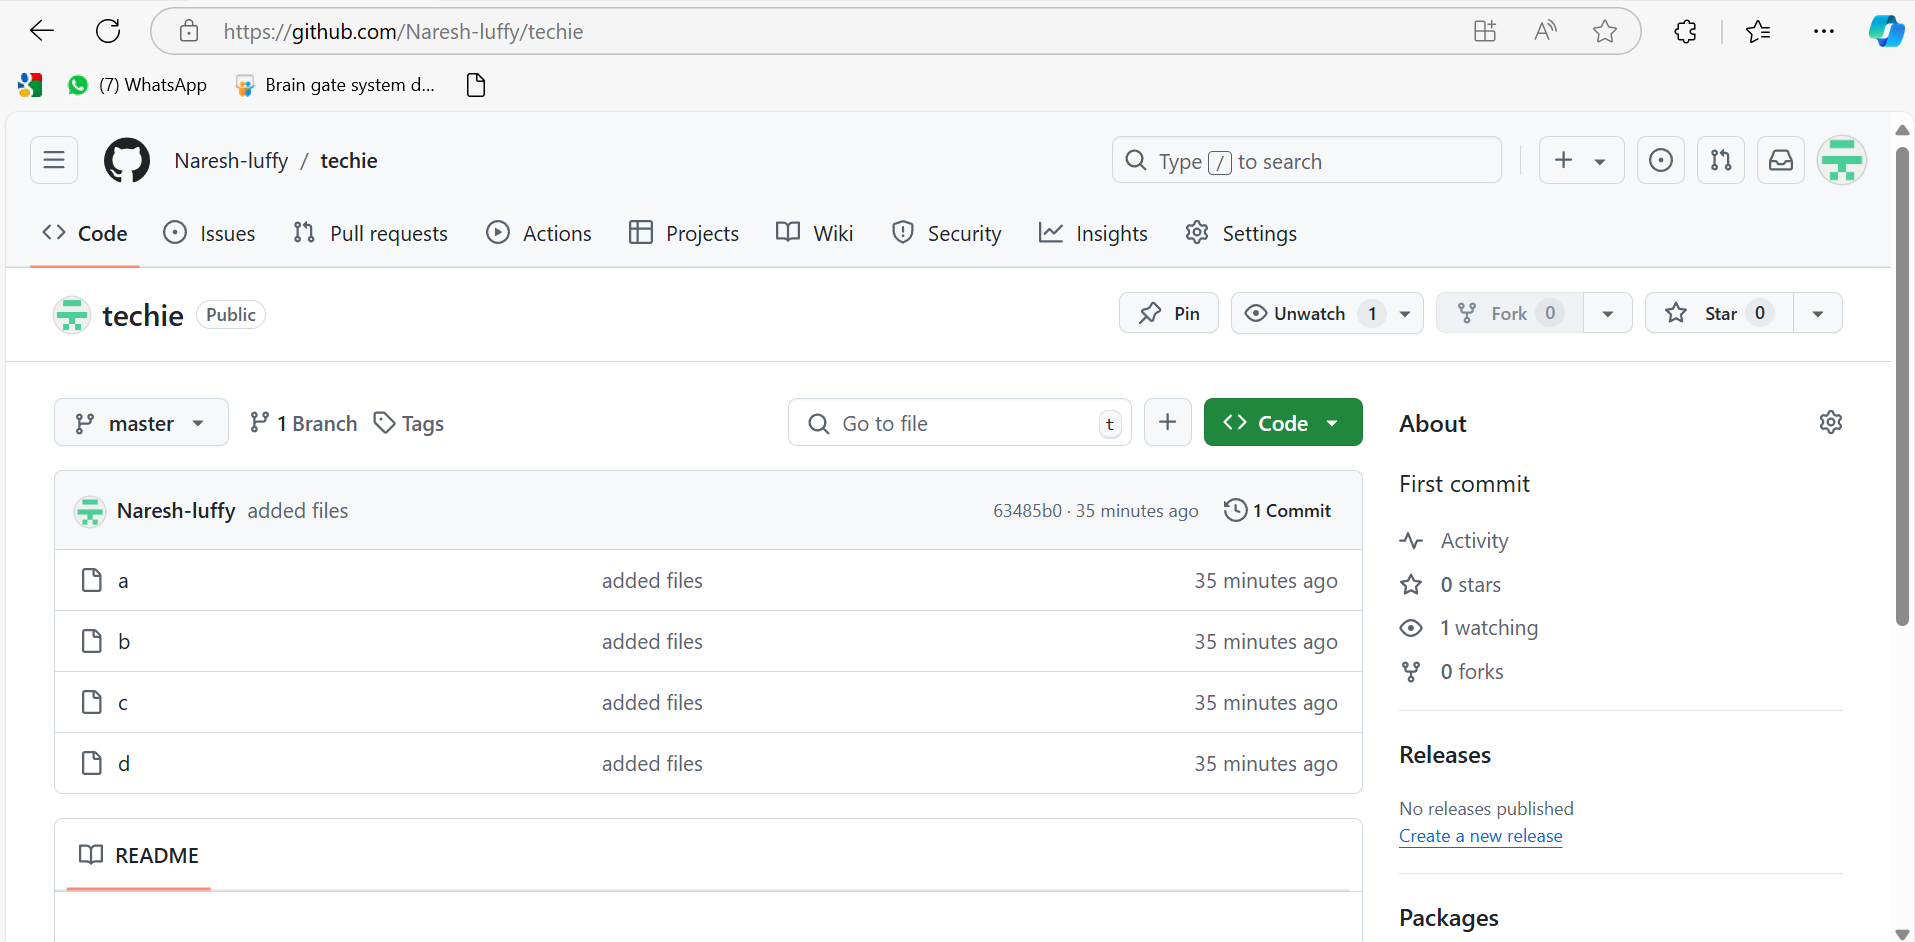 https://github.com/Naresh-luffy/techie
(7) WhatsApp Brain gate system d...
Naresh-luffy / techie Type / to search
Code Issues Pull requests Actions Projects Wiki Security Insights Settings
techie Public Pin Unwatch 1 Fork 0 Star 0
master 1 Branch Tags Go to file t Code About
First commit
Naresh-luffy added files 63485b0 · 35 minutes ago 1 Commit
Activity
a added files 35 minutes ago 0 stars
b added files 35 minutes ago 1 watching
0 forks
c added files 35 minutes ago
d added files 35 minutes ago Releases
No releases published
Create a new release
README
Packages